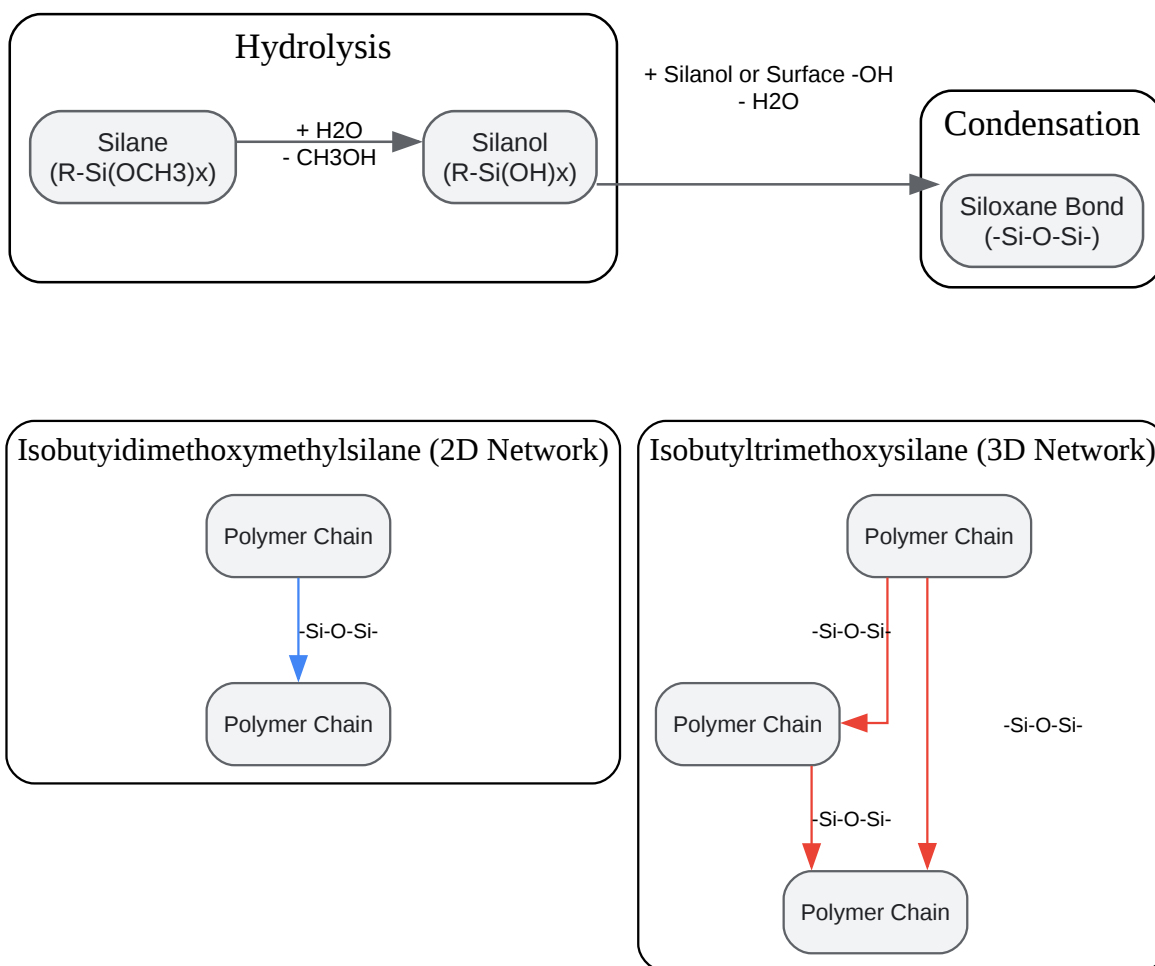 Hydrolysis
Silane
(R-Si(OCH3)x)
+ H2O
- CH3OH
Silanol
(R-Si(OH)x)
+ Silanol or Surface -OH
- H2O
Condensation
Siloxane Bond
(-Si-O-Si-)
Isobutyidimethoxymethylsilane (2D Network)
Polymer Chain
-Si-O-Si-
Polymer Chain
Isobutyltrimethoxysilane (3D Network)
Polymer Chain
-Si-O-Si-
Polymer Chain
-Si-O-Si-
-Si-O-Si-
Polymer Chain